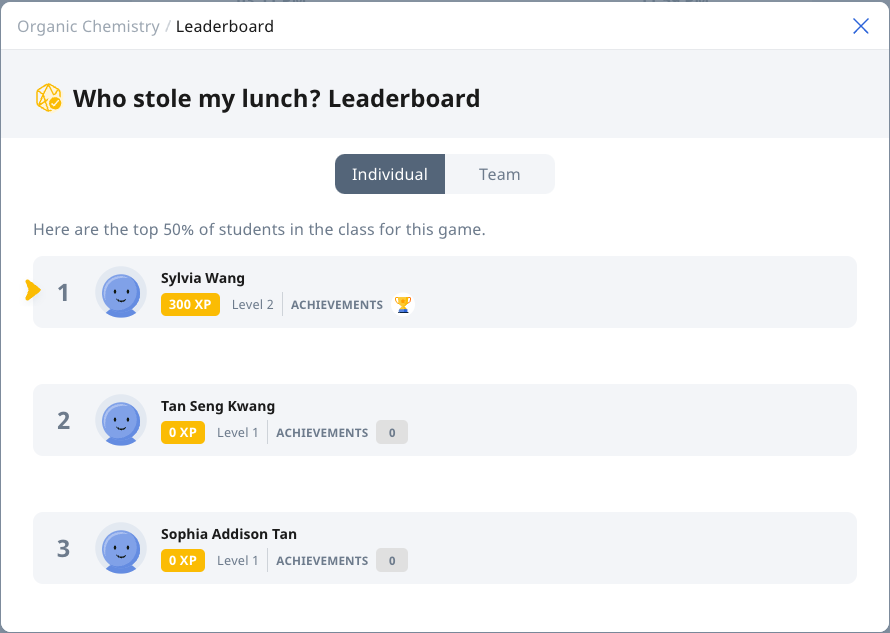 Organic Chemistry / Leaderboard
Who stole my lunch? Leaderboard
Individual Team
Here are the top 50% of students in the class for this game.
1 Sylvia Wang
300 XP Level 2 ACHIEVEMENTS
2 Tan Seng Kwang
0 XP Level 1 ACHIEVEMENTS 0
3 Sophia Addison Tan
0 XP Level 1 ACHIEVEMENTS 0